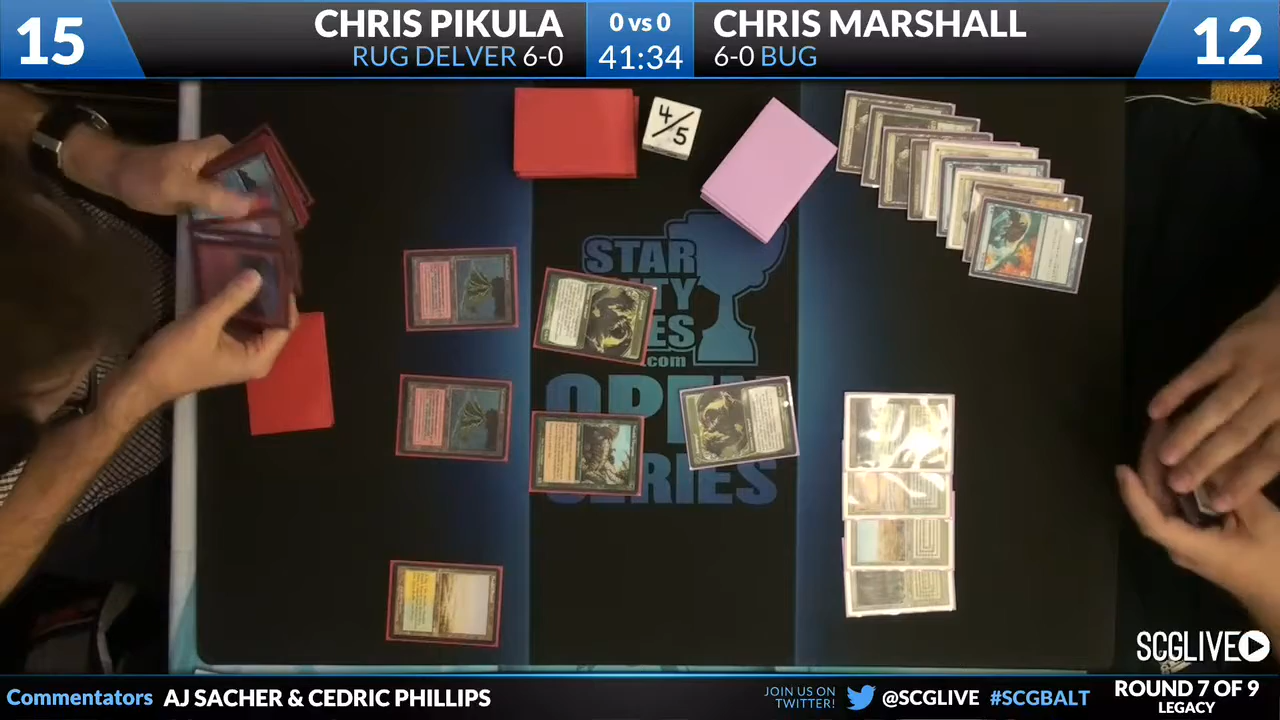 15
CHRIS PIKULA
RUG DELVER 6-0
0 vs 0
41:34
CHRIS MARSHALL
6-0 BUG
12
4/5
STAR
CITY
GAMES
.com
OPEN
SERIES
SCGLIVE
Commentators AJ SACHER & CEDRIC PHILLIPS
JOIN US ON
TWITTER!
@SCGLIVE #SCGBALT
ROUND 7 OF 9
LEGACY